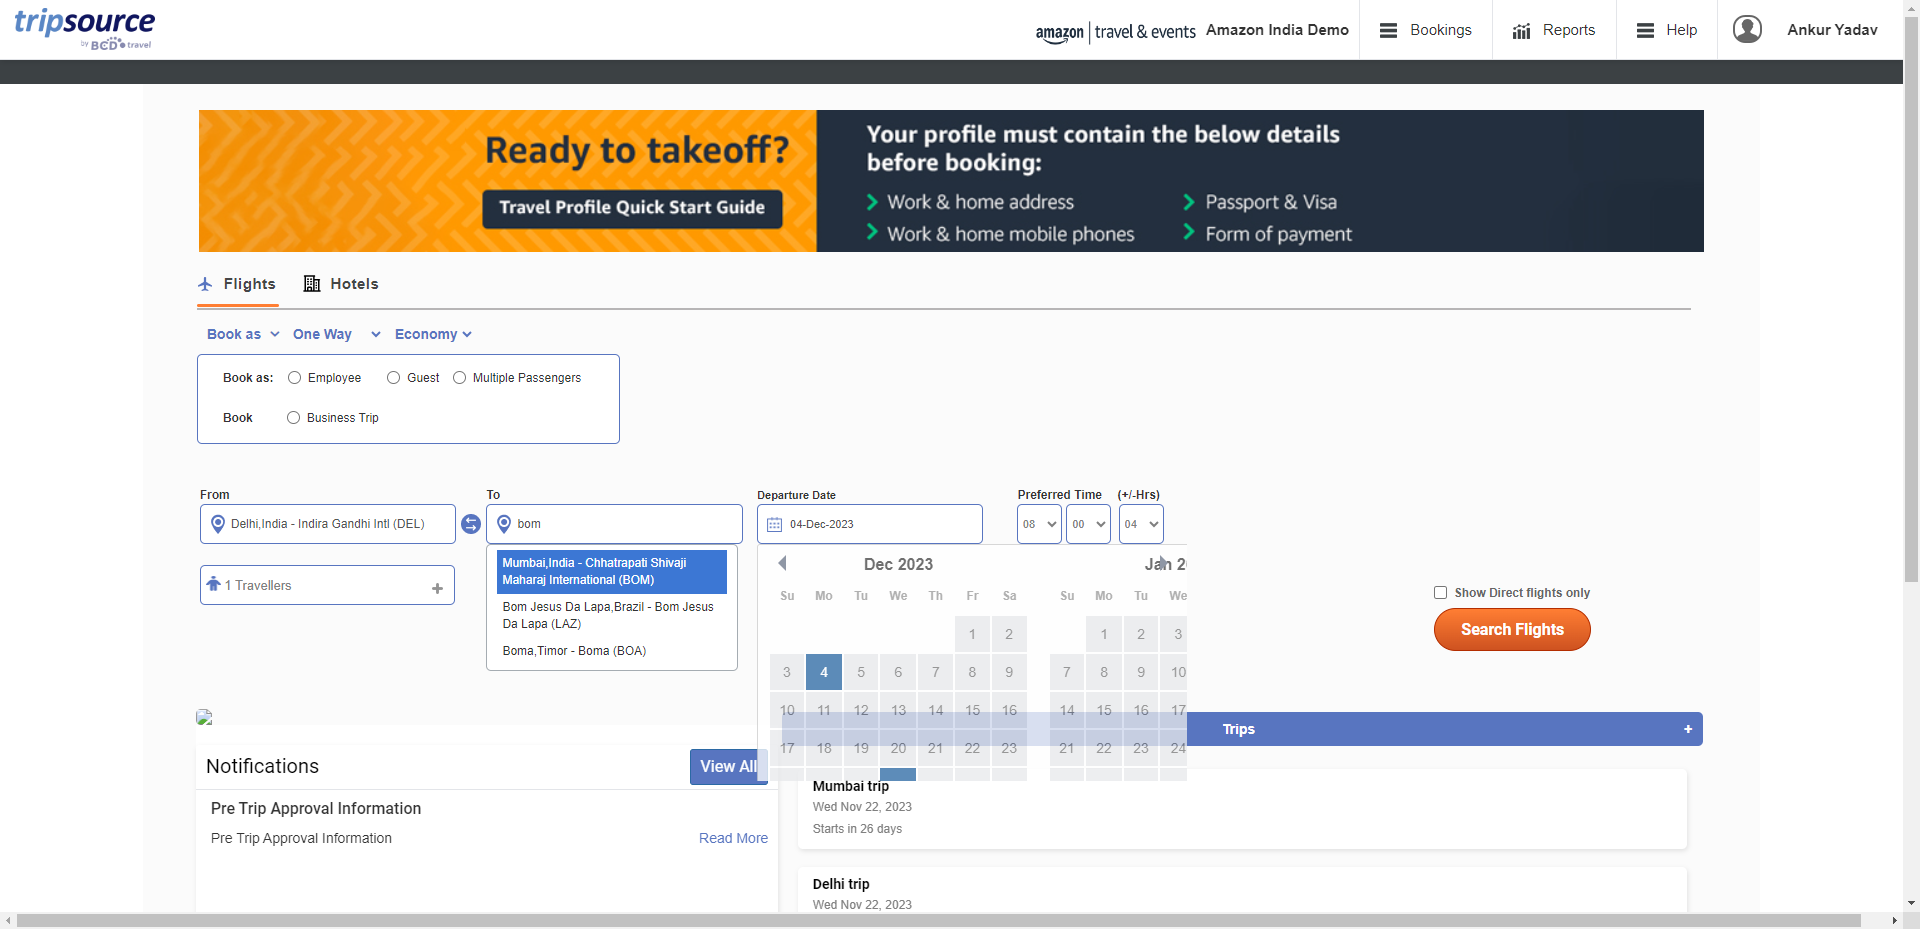 tripsource
by BCD travel
amazon | travel & events
Amazon India Demo
Bookings
Reports
Help
Ankur Yadav
Ready to takeoff?
Travel Profile Quick Start Guide
Your profile must contain the below details
before booking:
Work & home address
Passport & Visa
Work & home mobile phones
Form of payment
Flights
Hotels
Book as
One Way
Economy
Book as:
Employee
Guest
Multiple Passengers
Book
Business Trip
From
To
Departure Date
Preferred Time
(+/-Hrs)
Delhi,India - Indira Gandhi Intl (DEL)
bom
04-Dec-2023
08
00
04
Mumbai,India - Chhatrapati Shivaji
Maharaj International (BOM)
Bom Jesus Da Lapa,Brazil - Bom Jesus
Da Lapa (LAZ)
Boma,Timor - Boma (BOA)
1 Travellers
+
Dec 2023
Su Mo Tu We Th Fr Sa
1 2
3 4 5 6 7 8 9
10 11 12 13 14 15 16
17 18 19 20 21 22 23
Jan 2
Su Mo Tu We
1 2 3
7 8 9 10
14 15 16 17
21 22 23 24
Show Direct flights only
Search Flights
Trips
+
Notifications
View All
Pre Trip Approval Information
Pre Trip Approval Information
Read More
Mumbai trip
Wed Nov 22, 2023
Starts in 26 days
Delhi trip
Wed Nov 22, 2023